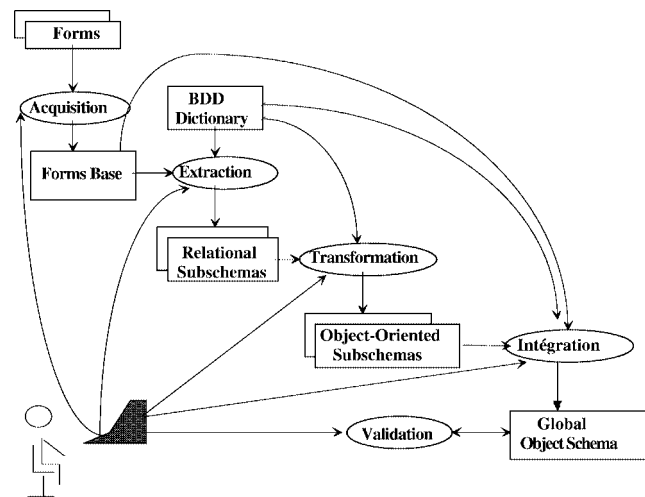 Forms
Acquisition
BDD
Dictionary
Forms Base
Extraction
Relational
Subschemas
Transformation
Object-Oriented
Subschemas
Intégration
Validation
Global
Object Schema